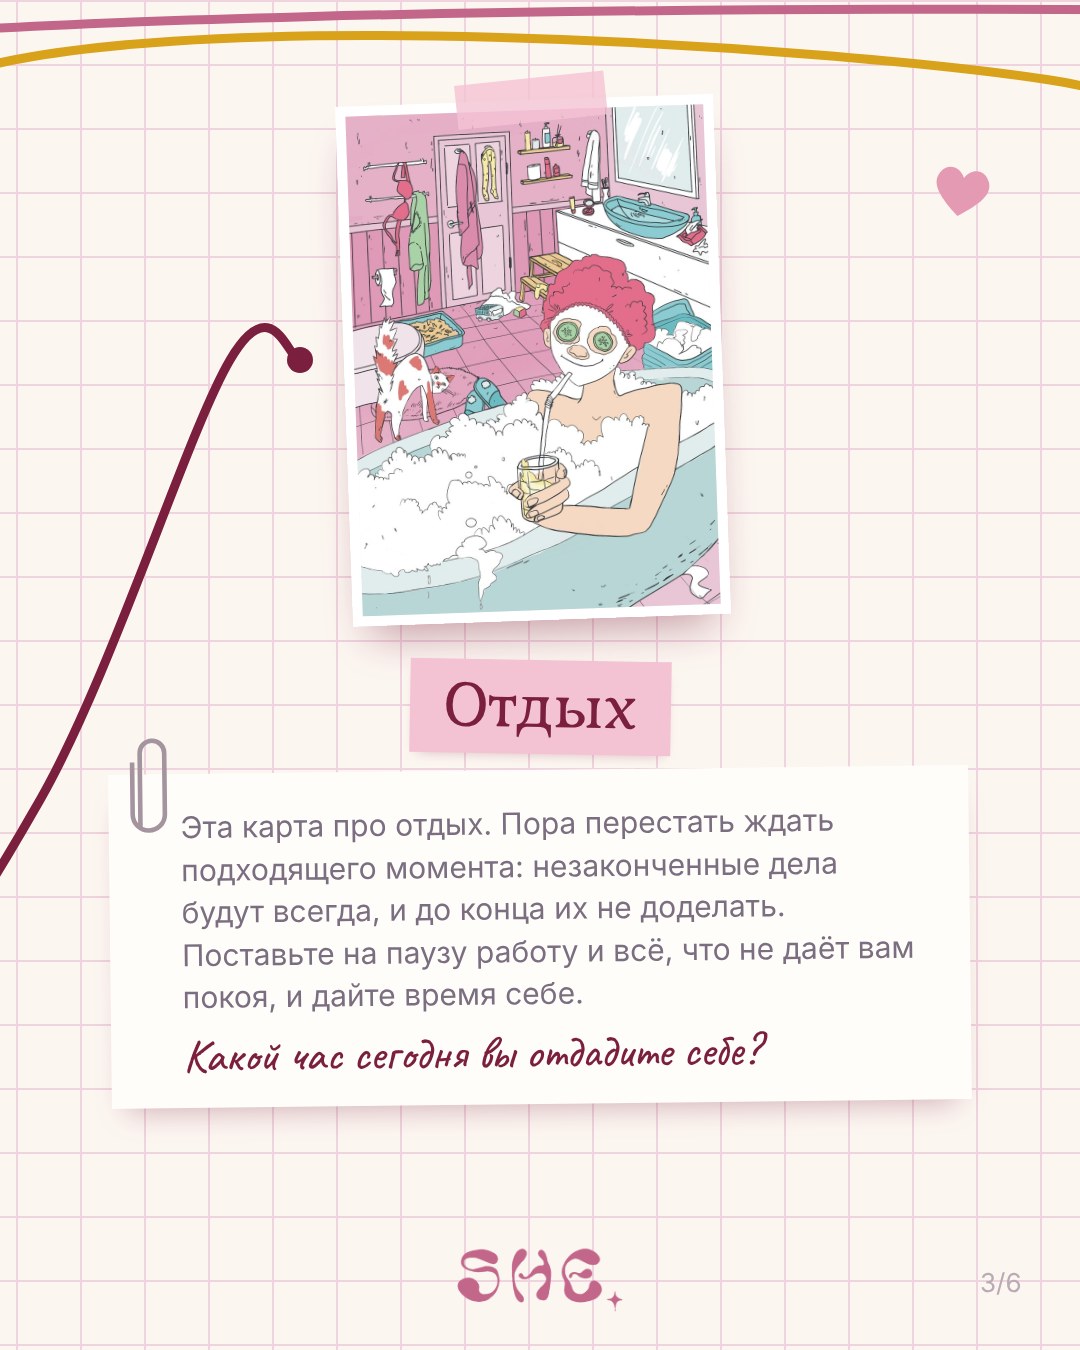 Отдых
Эта карта про отдых. Пора перестать ждать
подходящего момента: незаконченные дела
будут всегда, и до конца их не доделать.
Поставьте на паузу работу и всё, что не даёт вам
покоя, и дайте время себе.
Какой час сегодня вы отдадите себе?
SHE
3/6